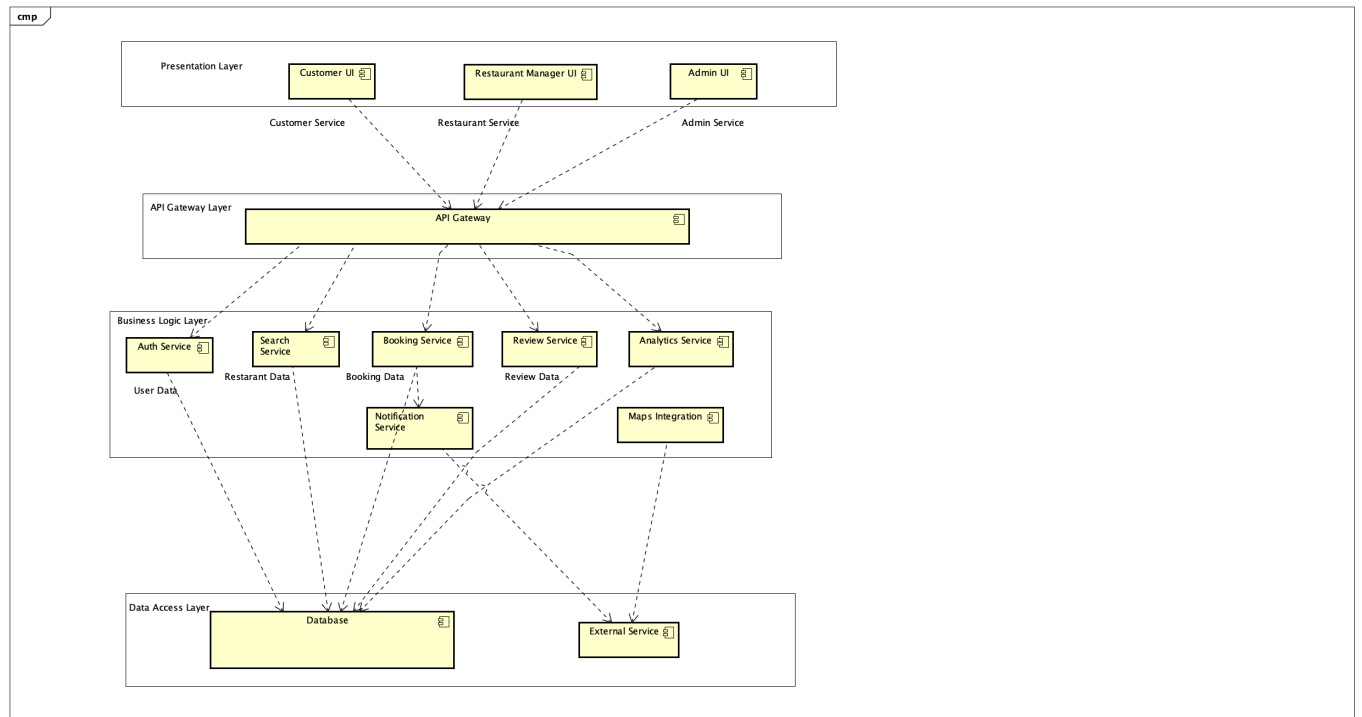 cmp
Presentation Layer
Customer UI
Restaurant Manager UI
Admin UI
Customer Service
Restaurant Service
Admin Service
API Gateway Layer
API Gateway
Business Logic Layer
Auth Service
Search
Service
Booking Service
Review Service
Analytics Service
User Data
Restarant Data
Booking Data
Review Data
Notification
Service
Maps Integration
Data Access Layer
Database
External Service